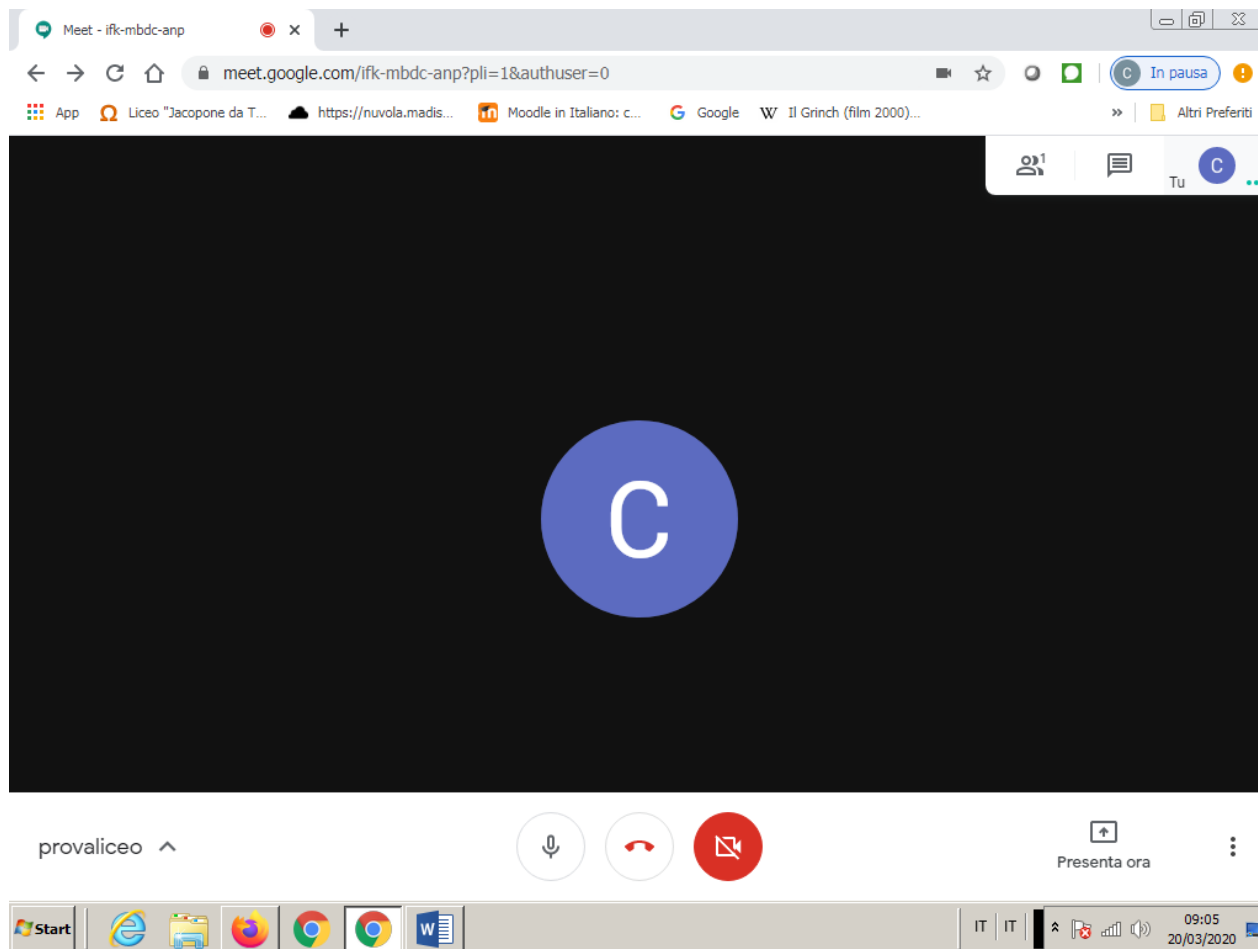 Meet - ifk-mbdc-anp
meet.google.com/ifk-mbdc-anp?pli=1&authuser=0
C In pausa
App Liceo "Jacopone da T... https://nuvola.madis... Moodle in Italiano: c... Google Il Grinch (film 2000)... » Altri Preferiti
1
Tu C
C
provaliceo
Presenta ora
Start
IT IT
09:05
20/03/2020